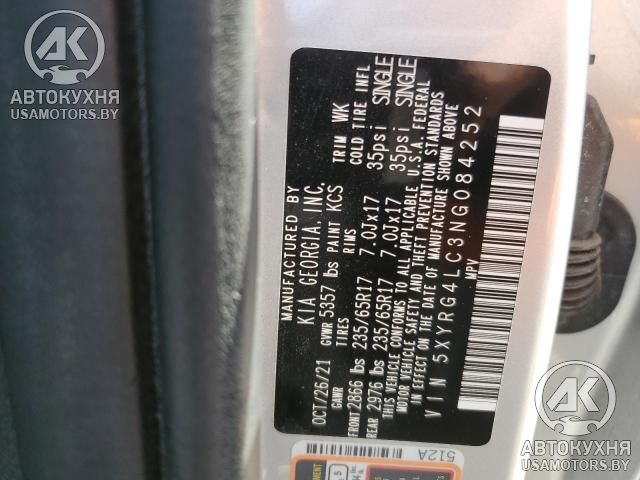 MANUFACTURED BY
KIA GEORGIA, INC.
OCT/26/21 GVWR 5357 lbs PAINT KCS TRIM WK
GAWR TIRES RIMS COLD TIRE INFL
FRONT 2866 lbs 235/65R17 7.0Jx17 35psi SINGLE
REAR 2976 lbs 235/65R17 7.0Jx17 35psi SINGLE
THIS VEHICLE CONFORMS TO ALL APPLICABLE U.S.A. FEDERAL
MOTOR VEHICLE SAFETY AND THEFT PREVENTION STANDARDS
IN EFFECT ON THE DATE OF MANUFACTURE SHOWN ABOVE
VIN 5XYRG4LC3NG084252
MPV
512A
АК
АВТОКУХНЯ
USAMOTORS.BY
АК
АВТОКУХНЯ
USAMOTORS.BY